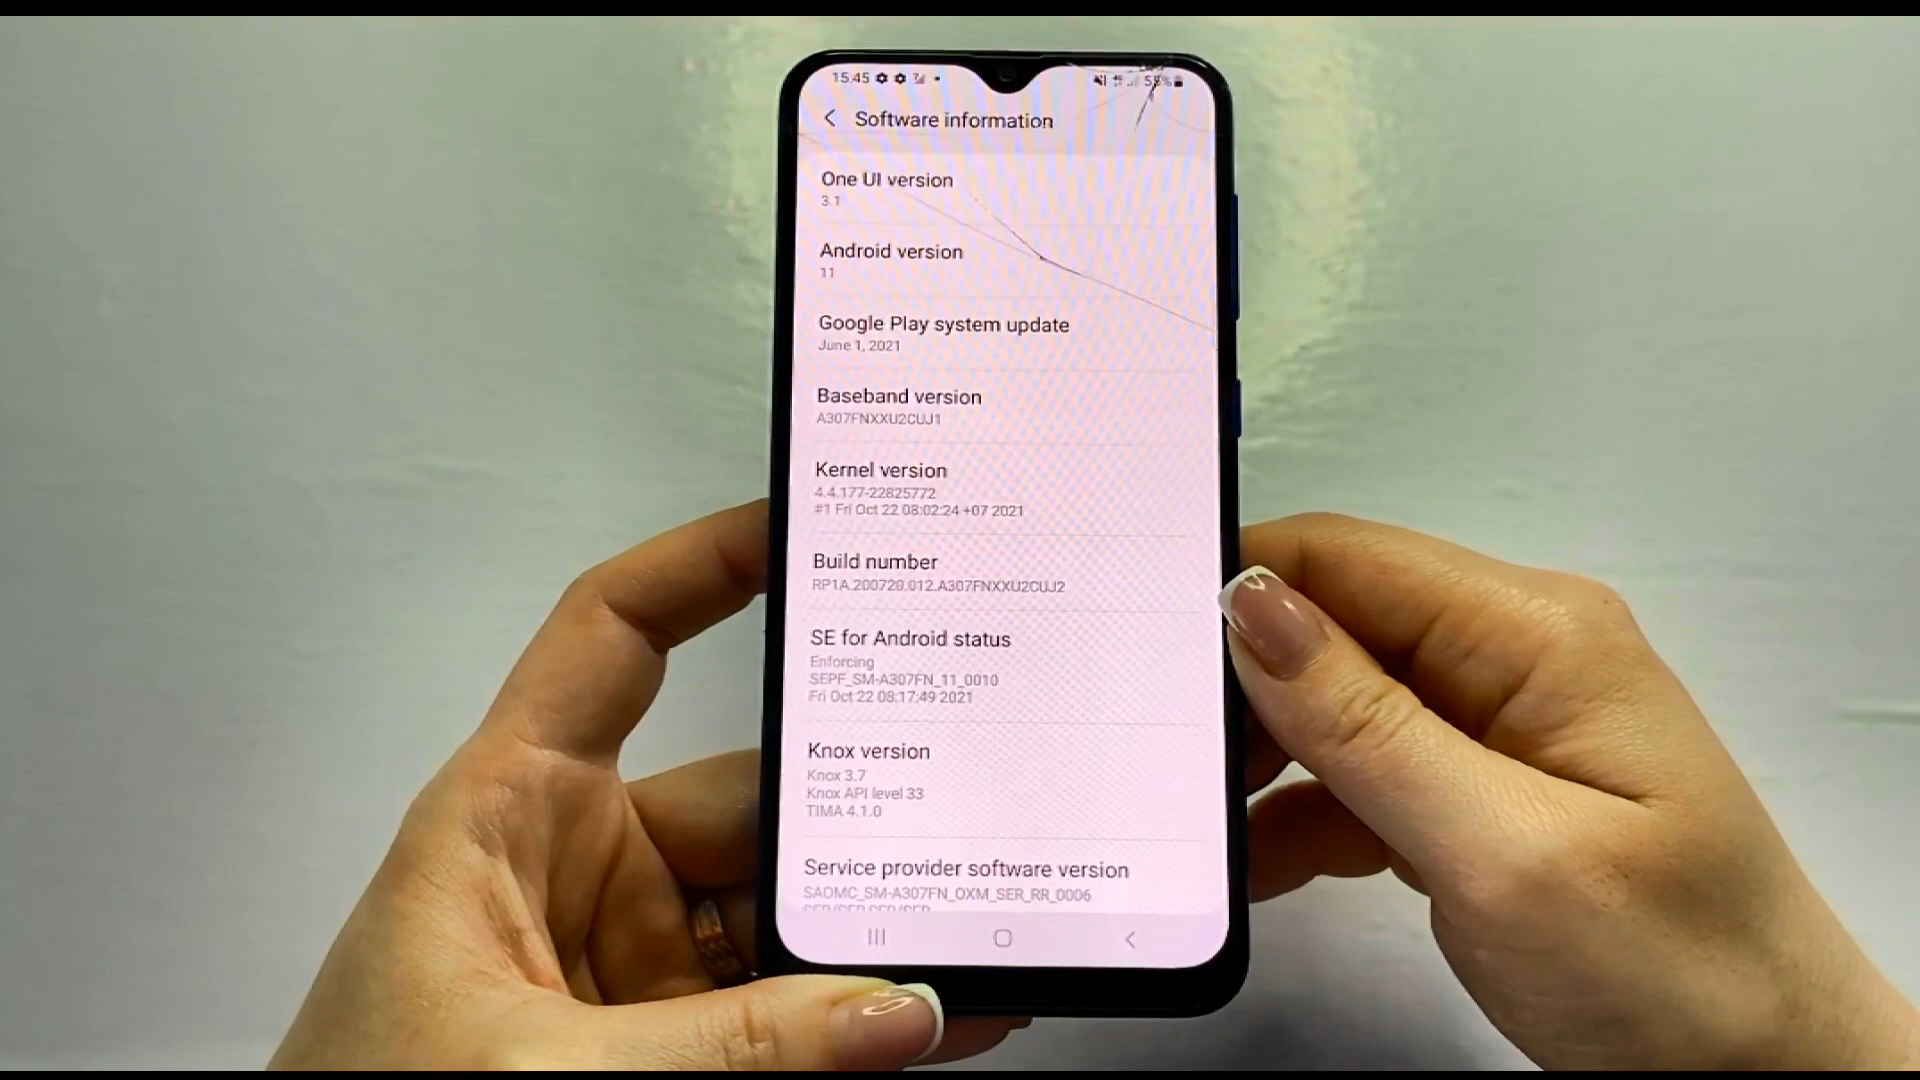 15:45
58%
Software information
One UI version
3.1
Android version
11
Google Play system update
June 1, 2021
Baseband version
A307FNXXU2CUJ1
Kernel version
4.4.177-22825772
#1 Fri Oct 22 08:02:24 +07 2021
Build number
RP1A.200720.012.A307FNXXU2CUJ2
SE for Android status
Enforcing
SEPF_SM-A307FN_11_0010
Fri Oct 22 08:17:49 2021
Knox version
Knox 3.7
Knox API level 33
TIMA 4.1.0
Service provider software version
SAOMC_SM-A307FN_OXM_SER_RR_0006